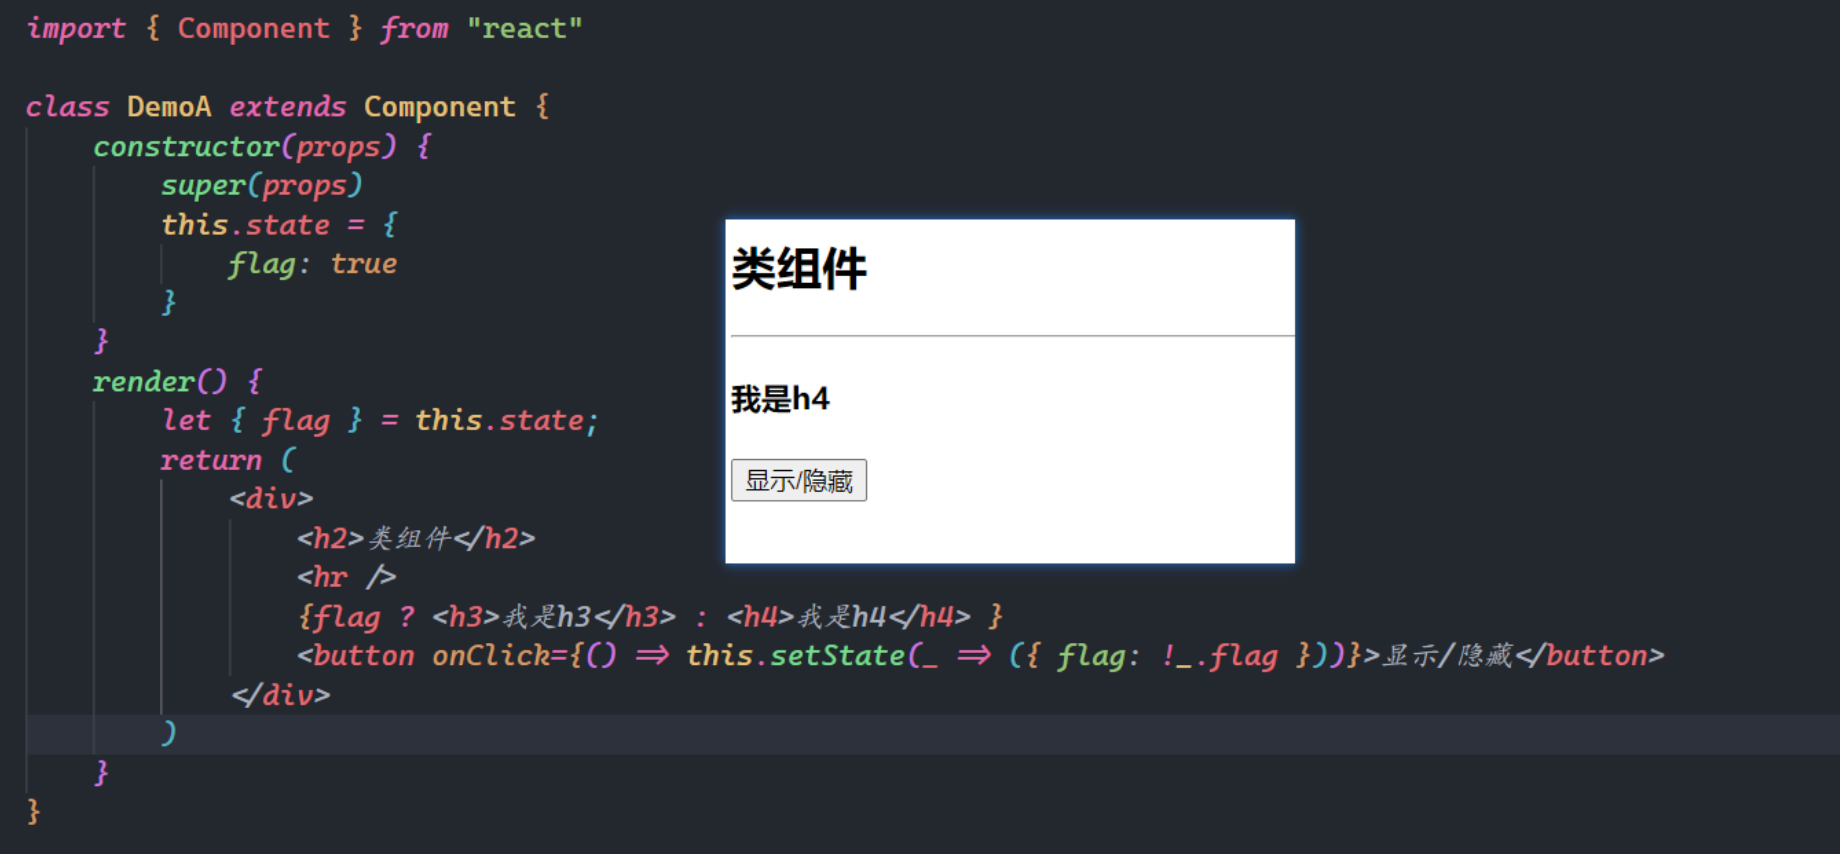 import { Component } from "react"
class DemoA extends Component {
constructor(props) {
super(props)
this.state = {
flag: true
}
}
render() {
let { flag } = this.state;
return (
<div>
<h2>类组件</h2>
<hr />
{flag ? <h3>我是h3</h3> : <h4>我是h4</h4> }
<button onClick={() => this.setState(_ => ({ flag: !_.flag }))}>显示/隐藏</button>
</div>
)
}
}
类组件
我是h4
显示/隐藏